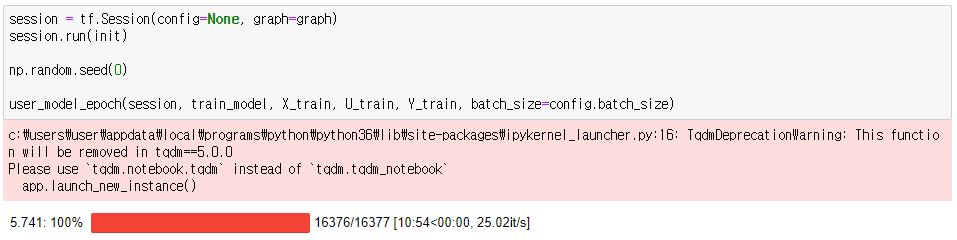 session = tf.Session(config=None, graph=graph)
session.run(init)
np.random.seed(0)
user_model_epoch(session, train_model, X_train, U_train, Y_train, batch_size=config.batch_size)
c:₩users₩user₩appdata₩local₩programs₩python₩python36₩lib₩site-packages₩ipykernel_launcher.py:16: TqdmDeprecationWarning: This functio
n will be removed in tqdm==5.0.0
Please use `tqdm.notebook.tqdm` instead of `tqdm.tqdm_notebook`
  app.launch_new_instance()
5.741: 100% 16376/16377 [10:54<00:00, 25.02it/s]